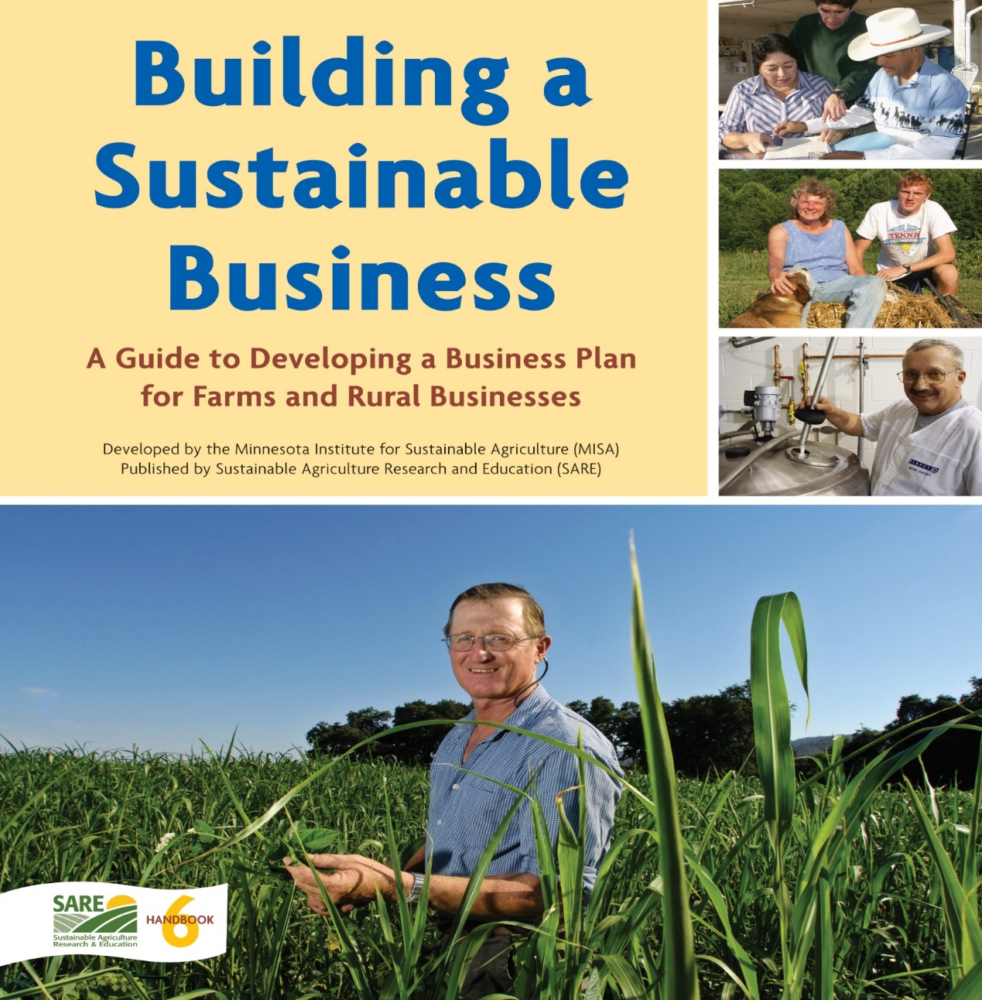 Building a
Sustainable
Business
A Guide to Developing a Business Plan
for Farms and Rural Businesses
Developed by the Minnesota Institute for Sustainable Agriculture (MISA)
Published by Sustainable Agriculture Research and Education (SARE)
TENNIS
SARE
Sustainable Agriculture
Research & Education
HANDBOOK
6